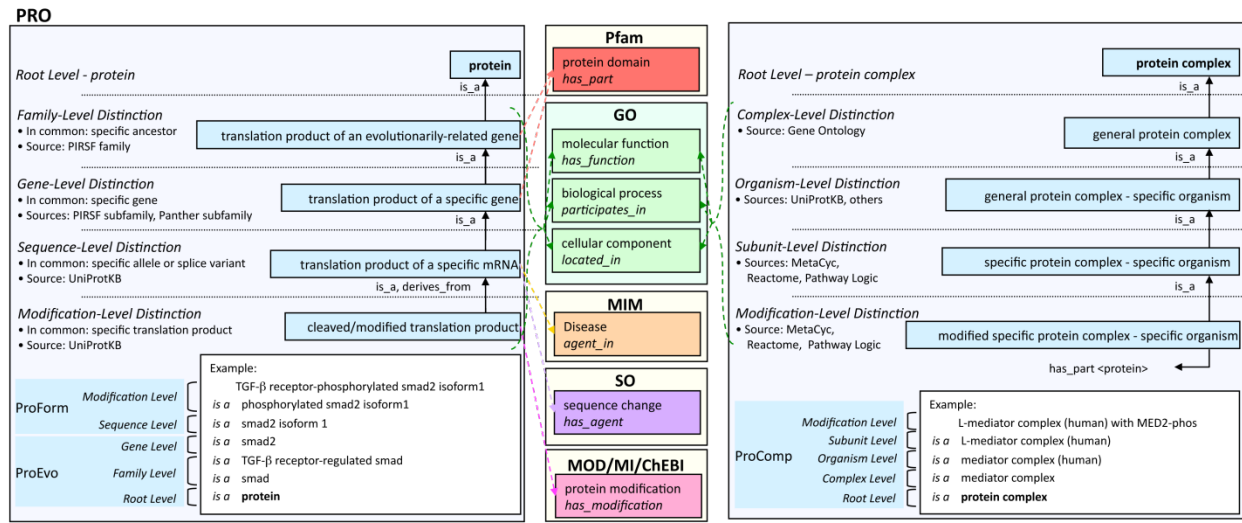 PRO
Root Level - protein
protein
is_a
Family-Level Distinction
• In common: specific ancestor
• Source: PIRSF family
translation product of an evolutionarily-related gene
is_a
Gene-Level Distinction
• In common: specific gene
• Sources: PIRSF subfamily, Panther subfamily
translation product of a specific gene
is_a
Sequence-Level Distinction
• In common: specific allele or splice variant
• Source: UniProtKB
translation product of a specific mRNA
is_a, derives_from
Modification-Level Distinction
• In common: specific translation product
• Source: UniProtKB
cleaved/modified translation product
ProForm
Modification Level
Sequence Level
ProEvo
Gene Level
Family Level
Root Level
Example:
TGF-β receptor-phosphorylated smad2 isoform1
is a phosphorylated smad2 isoform1
is a smad2 isoform 1
is a smad2
is a TGF-β receptor-regulated smad
is a smad
is a protein
Pfam
protein domain
has_part
GO
molecular function
has_function
biological process
participates_in
cellular component
located_in
MIM
Disease
agent_in
SO
sequence change
has_agent
MOD/MI/ChEBI
protein modification
has_modification
Root Level – protein complex
protein complex
is_a
Complex-Level Distinction
• Source: Gene Ontology
general protein complex
is_a
Organism-Level Distinction
• Sources: UniProtKB, others
general protein complex - specific organism
is_a
Subunit-Level Distinction
• Sources: MetaCyc,
Reactome, Pathway Logic
specific protein complex - specific organism
is_a
Modification-Level Distinction
• Source: MetaCyc,
Reactome, Pathway Logic
modified specific protein complex - specific organism
has_part <protein>
ProComp
Modification Level
Subunit Level
Organism Level
Complex Level
Root Level
Example:
L-mediator complex (human) with MED2-phos
is a L-mediator complex (human)
is a mediator complex (human)
is a mediator complex
is a protein complex